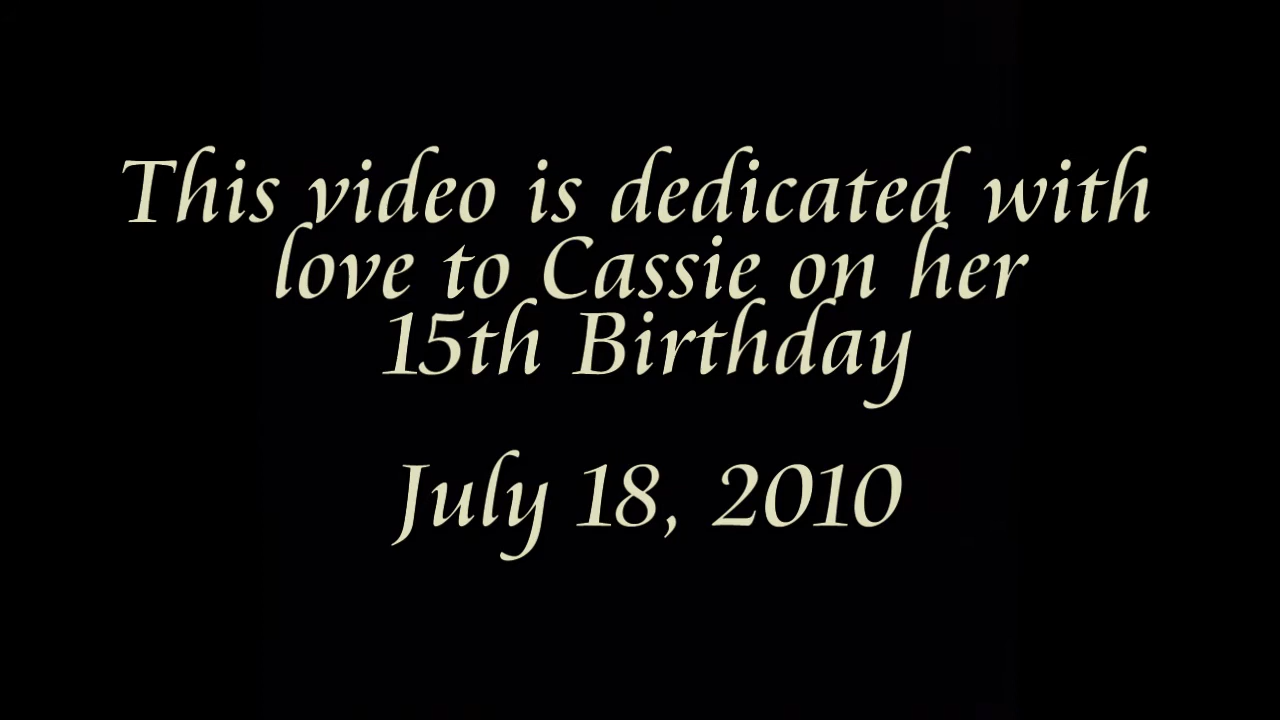 This video is dedicated with
love to Cassie on her
15th Birthday
July 18, 2010